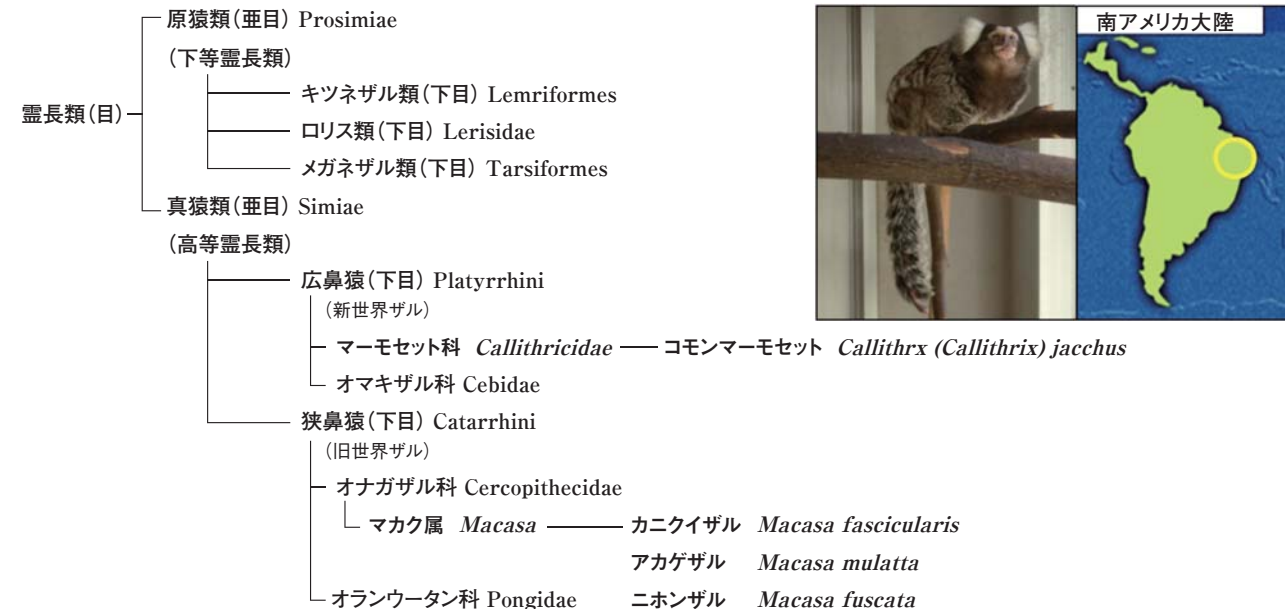 原猿類(亜目) Prosimiae
(下等霊長類)
キツネザル類(下目) Lemriformes
霊長類(目)
ロリス類(下目) Lerisidae
メガネザル類(下目) Tarsiformes
真猿類(亜目) Simiae
(高等霊長類)
広鼻猿(下目) Platyrrhini
(新世界ザル)
マーモセット科 Callithricidae コモンマーモセット Callithrx (Callithrix) jacchus
オマキザル科 Cebidae
狭鼻猿(下目) Catarrhini
(旧世界ザル)
オナガザル科 Cercopithecidae
マカク属 Macasa カニクイザル Macasa fascicularis
アカゲザル Macasa mulatta
オランウータン科 Pongidae ニホンザル Macasa fuscata
南アメリカ大陸